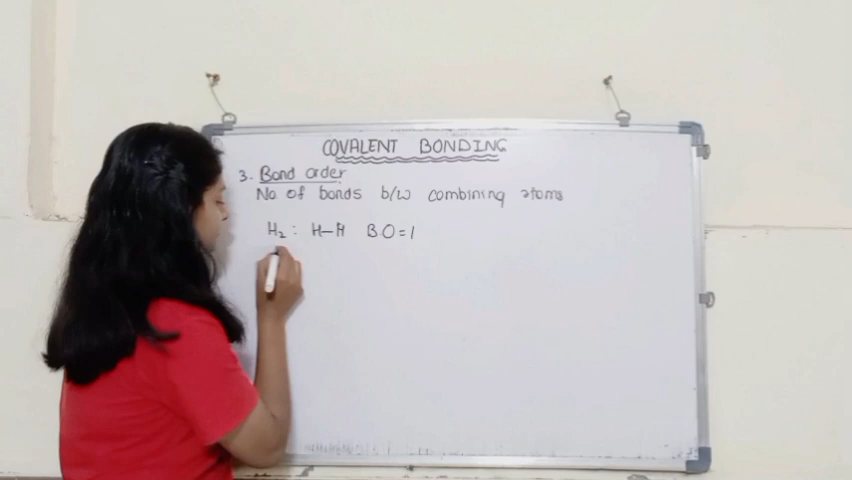 COVALENT BONDING
3. Bond order
No of bonds b/w combining atoms
H₂ : H–H B.O = 1